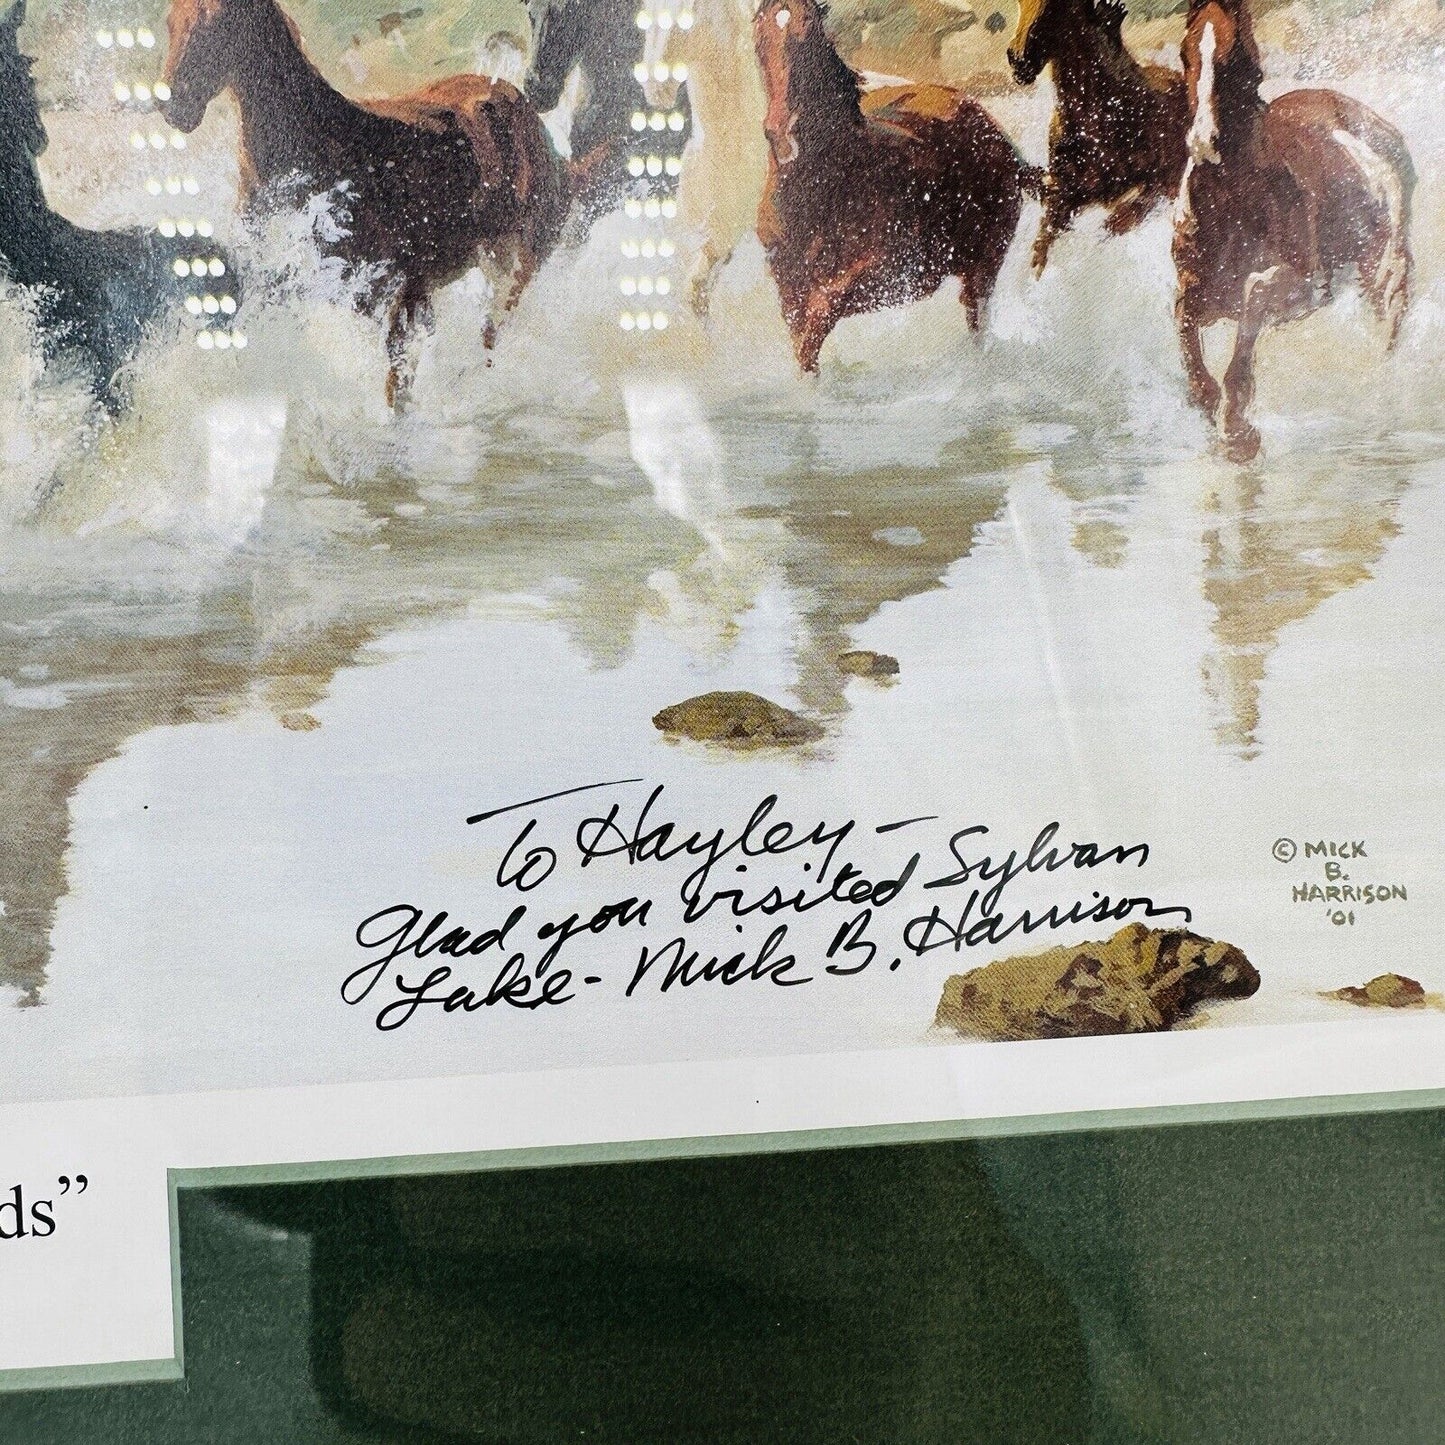 To Hayley -
Glad you visited Sylvan
Lake - Mick B. Harrison
© MICK
B.
HARRISON
'01
ds”